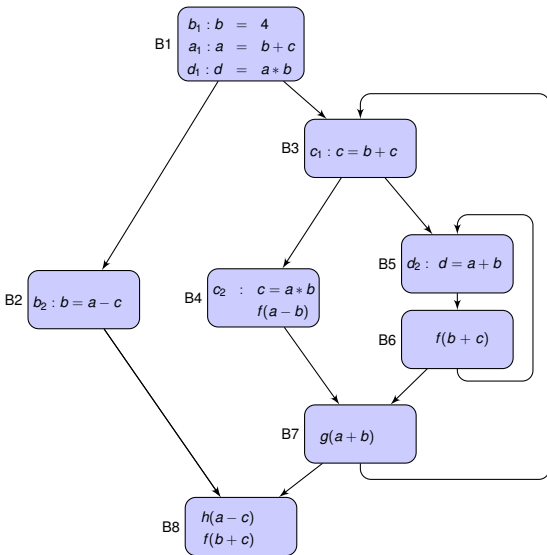 B1
b₁ : b = 4
a₁ : a = b + c
d₁ : d = a ∗ b
B3
c₁ : c = b + c
B2
b₂ : b = a − c
B4
c₂ : c = a ∗ b
f(a − b)
B5
d₂ : d = a + b
B6
f(b + c)
B7
g(a + b)
B8
h(a − c)
f(b + c)